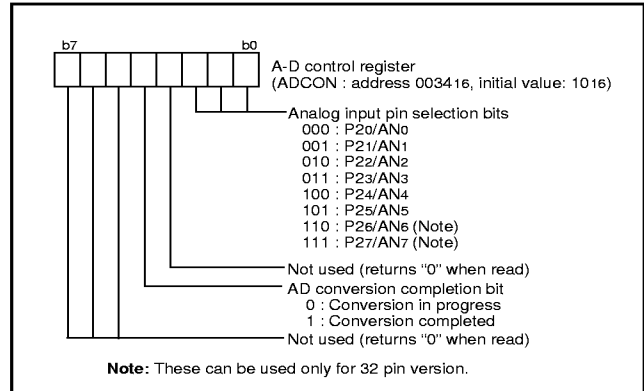 b7 b0
A-D control register
(ADCON : address 003416, initial value: 1016)
Analog input pin selection bits
000 : P20/AN0
001 : P21/AN1
010 : P22/AN2
011 : P23/AN3
100 : P24/AN4
101 : P25/AN5
110 : P26/AN6 (Note)
111 : P27/AN7 (Note)
Not used (returns "0" when read)
AD conversion completion bit
0 : Conversion in progress
1 : Conversion completed
Not used (returns "0" when read)
Note: These can be used only for 32 pin version.